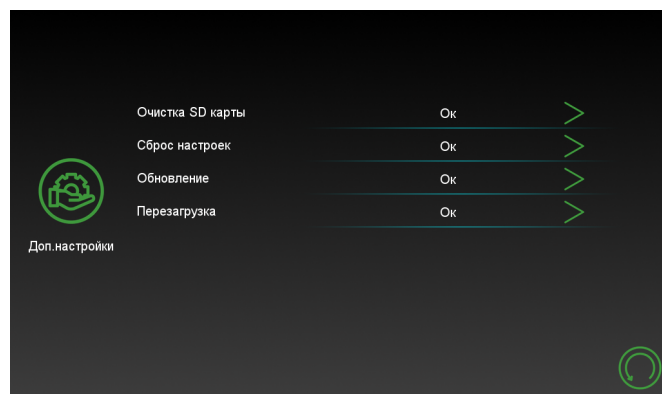 Очистка SD карты Ок
Сброс настроек Ок
Обновление Ок
Перезагрузка Ок
Доп.настройки